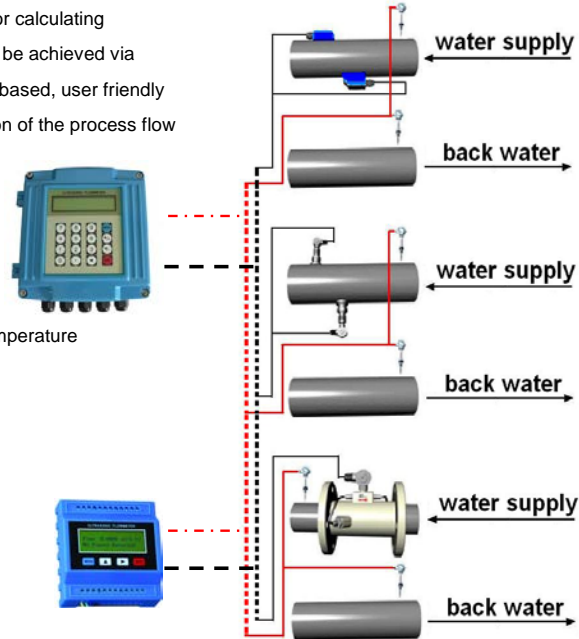 or calculating
be achieved via
based, user friendly
on of the process flow
mperature
water supply
back water
water supply
back water
water supply
back water